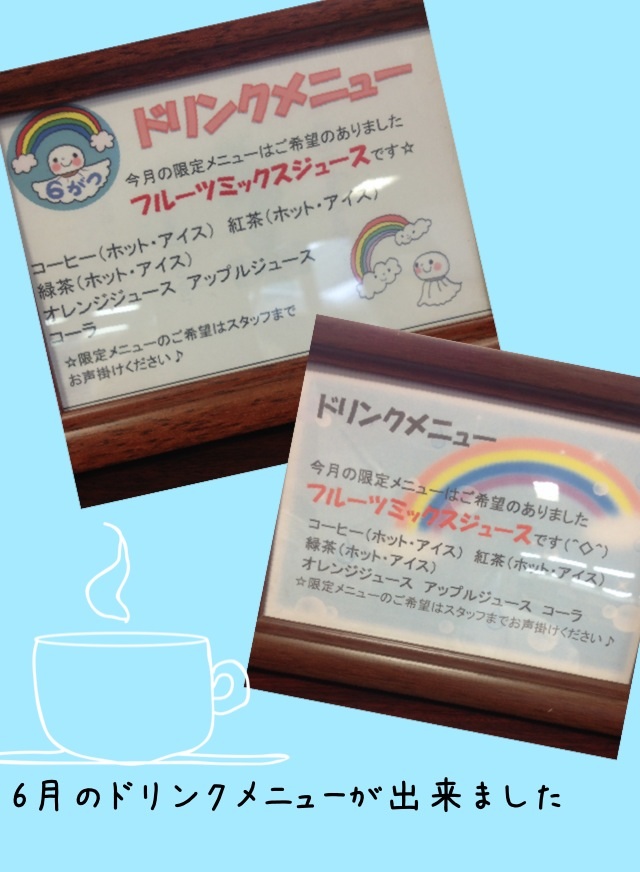 ドリンクメニュー
6がつ
今月の限定メニューはご希望のありました
フルーツミックスジュースです☆
コーヒー(ホット・アイス) 紅茶(ホット・アイス)
緑茶(ホット・アイス)
オレンジジュース アップルジュース
コーラ
☆限定メニューのご希望はスタッフまで
お声掛けください♪
ドリンクメニュー
今月の限定メニューはご希望のありました
フルーツミックスジュースです(^◇^)
コーヒー(ホット・アイス) 紅茶(ホット・アイス)
緑茶(ホット・アイス)
オレンジジュース アップルジュース コーラ
☆限定メニューのご希望はスタッフまでお声掛けください♪
6月のドリンクメニューが出来ました